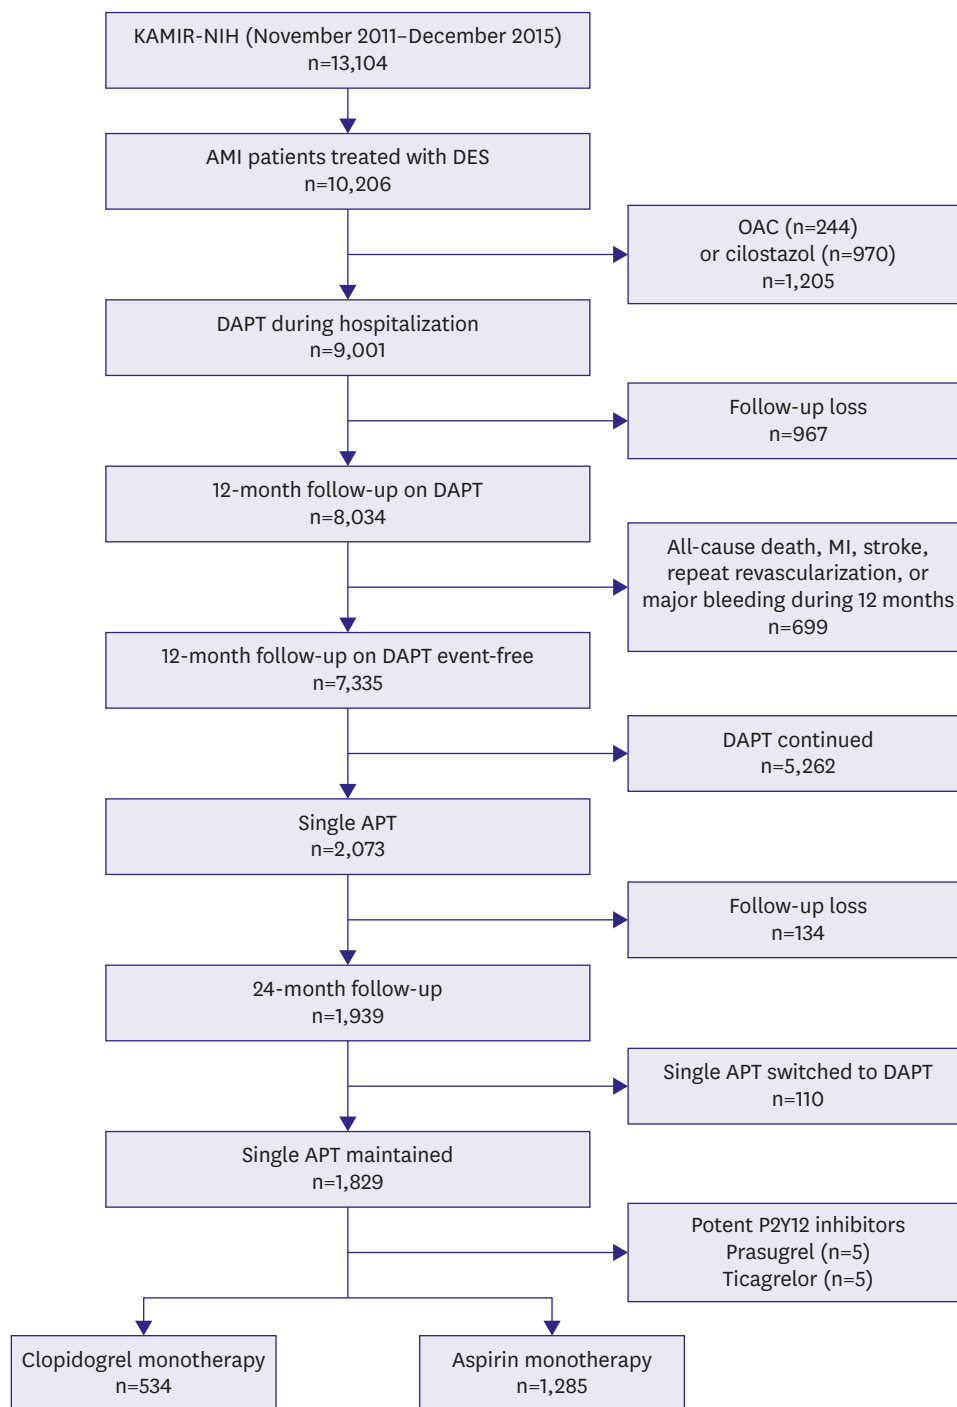 KAMIR-NIH (November 2011–December 2015)
n=13,104
AMI patients treated with DES
n=10,206
OAC (n=244)
or cilostazol (n=970)
n=1,205
DAPT during hospitalization
n=9,001
Follow-up loss
n=967
12-month follow-up on DAPT
n=8,034
All-cause death, MI, stroke,
repeat revascularization, or
major bleeding during 12 months
n=699
12-month follow-up on DAPT event-free
n=7,335
DAPT continued
n=5,262
Single APT
n=2,073
Follow-up loss
n=134
24-month follow-up
n=1,939
Single APT switched to DAPT
n=110
Single APT maintained
n=1,829
Potent P2Y12 inhibitors
Prasugrel (n=5)
Ticagrelor (n=5)
Clopidogrel monotherapy
n=534
Aspirin monotherapy
n=1,285